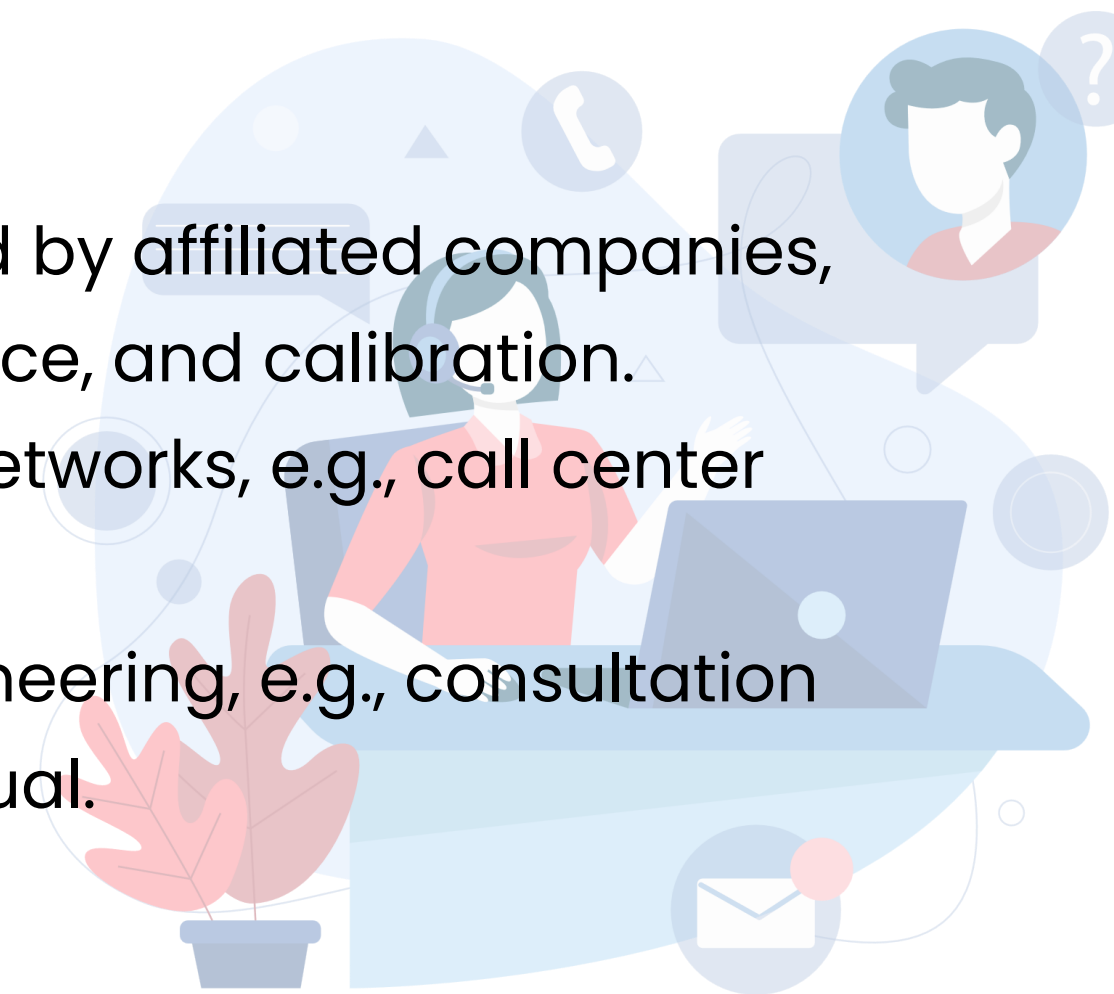 d by affiliated companies,
ce, and calibration.
etworks, e.g., call center
neering, e.g., consultation
ual.
?